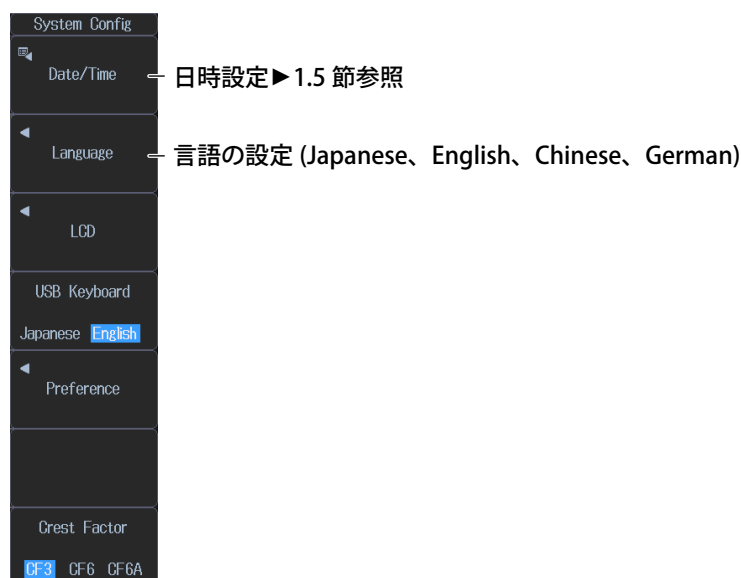 System Config
Date/Time
日時設定▶1.5 節参照
Language
言語の設定 (Japanese、English、Chinese、German)
LCD
USB Keyboard
Japanese English
Preference
Crest Factor
CF3 CF6 CF6A